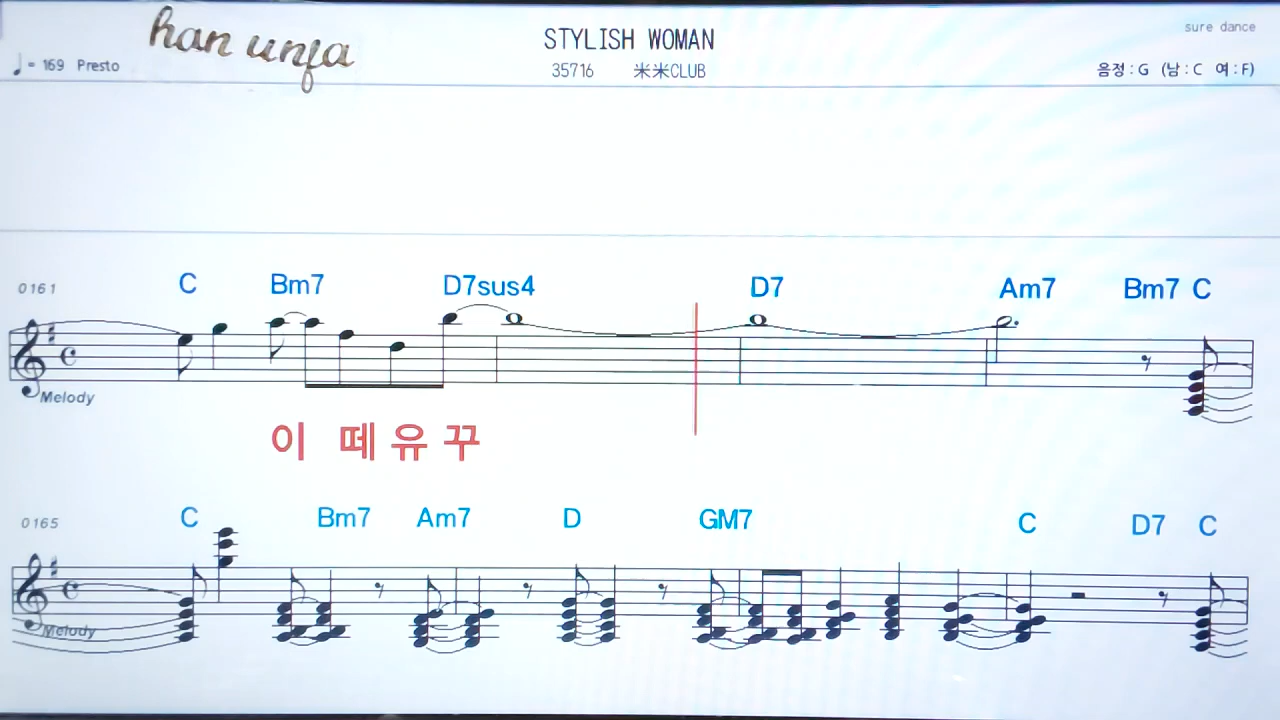 han unfa
STYLISH WOMAN
sure dance
♩= 169 Presto
35716 米米CLUB
음정 : G (남 : C 여 : F)
0161
C Bm7 D7sus4 D7 Am7 Bm7 C
Melody
이 떼 유 꾸
0165
C Bm7 Am7 D GM7 C D7 C
Melody